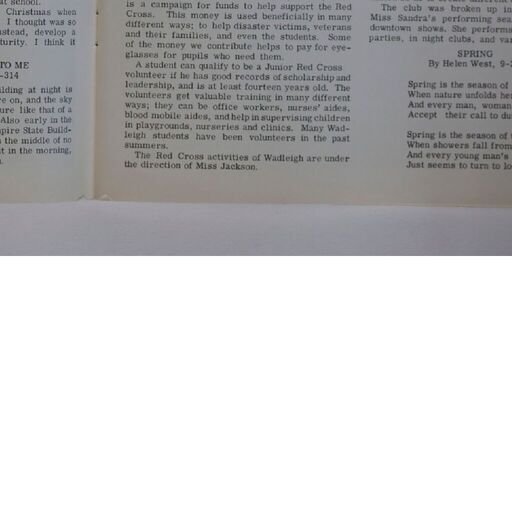 at school.
Christmas when
I thought was so
stead, develop a
turity. I think it
TO ME
-314
lding at night is
e on, and the sky
ure like that of a
Also early in the
pire State Build-
the middle of no
t in the morning,
is a campaign for funds to help support the Red
Cross. This money is used beneficially in many
different ways; to help disaster victims, veterans
and their families, and even the students. Some
of the money we contribute helps to pay for eye-
glasses for pupils who need them.
A student can qualify to be a Junior Red Cross
volunteer if he has good records of scholarship and
leadership, and is at least fourteen years old. The
volunteers get valuable training in many different
ways; they can be office workers, nurses' aides,
blood mobile aides, and help in supervising children
in playgrounds, nurseries and clinics. Many Wad-
leigh students have been volunteers in the past
summers.
The Red Cross activities of Wadleigh are under
the direction of Miss Jackson.
The club was broken up in
Miss Sandra's performing sea
downtown shows. She performs
parties, in night clubs, and va
SPRING
By Helen West, 9-
Spring is the season of
When nature unfolds he
And every man, woman
Accept their call to du
Spring is the season of
When showers fall from
And every young man's
Just seems to turn to lo